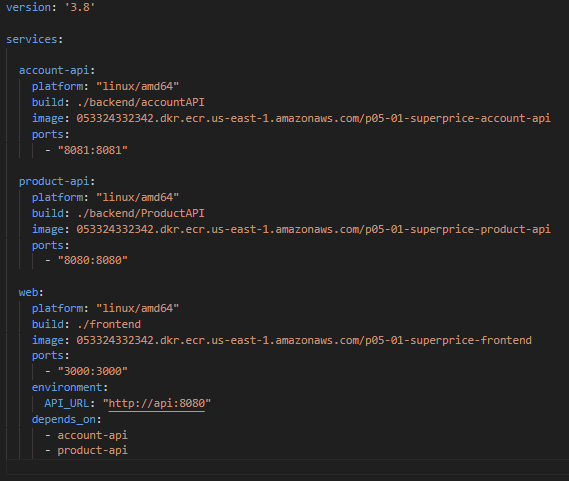 version: '3.8'
services:
account-api:
platform: "linux/amd64"
build: ./backend/accountAPI
image: 053324332342.dkr.ecr.us-east-1.amazonaws.com/p05-01-superprice-account-api
ports:
- "8081:8081"
product-api:
platform: "linux/amd64"
build: ./backend/ProductAPI
image: 053324332342.dkr.ecr.us-east-1.amazonaws.com/p05-01-superprice-product-api
ports:
- "8080:8080"
web:
platform: "linux/amd64"
build: ./frontend
image: 053324332342.dkr.ecr.us-east-1.amazonaws.com/p05-01-superprice-frontend
ports:
- "3000:3000"
environment:
API_URL: "http://api:8080"
depends_on:
- account-api
- product-api